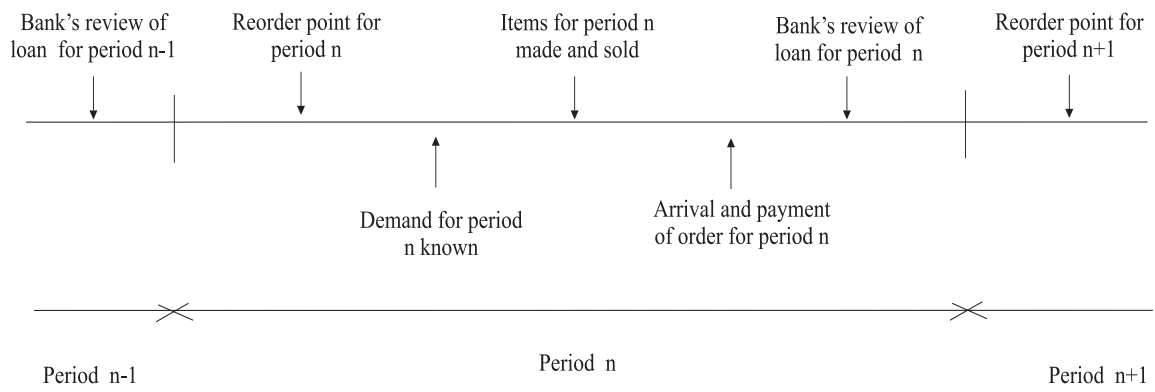 Bank’s review of
loan for period n-1
Reorder point for
period n
Items for period n
made and sold
Bank’s review of
loan for period n
Reorder point for
period n+1
Demand for period
n known
Arrival and payment
of order for period n
Period n-1
Period n
Period n+1